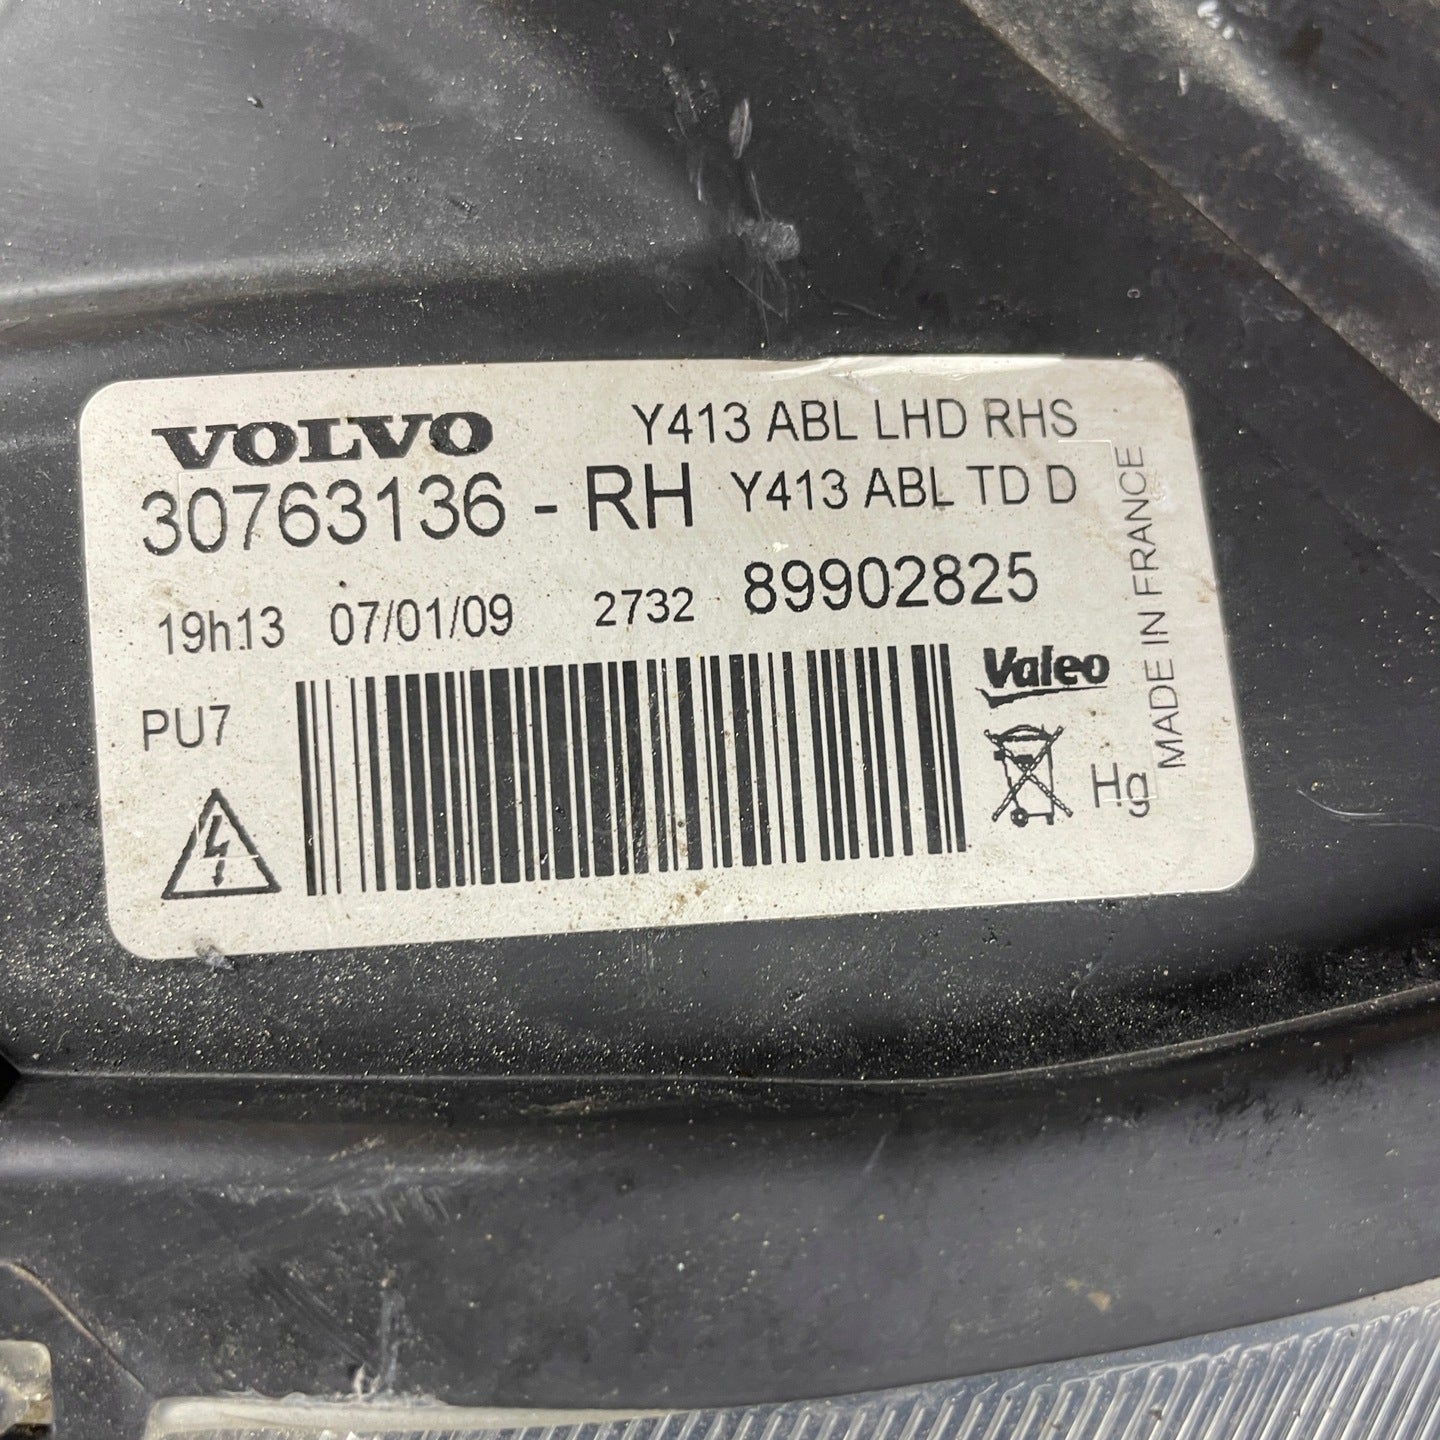 VOLVO
Y413 ABL LHD RHS
30763136 - RH
Y413 ABL TD D
19h13 07/01/09 2732 89902825
PU7
Valeo
MADE IN FRANCE